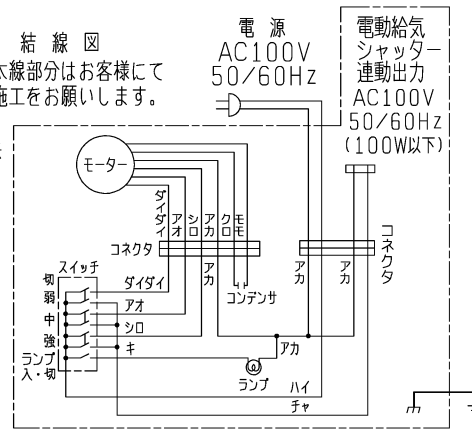 結線図
太線部分はお客様にて
施工をお願いします。
電源
AC100V
50/60Hz
電動給気
シャッター
連動出力
AC100V
50/60Hz
(100W以下)
モーター
ダイダイ
アオ
シロ
アカ
クロ
モモ
コネクタ
アカ
コンデンサ
アカ
アカ
コネクタ
スイッチ
切
弱
中
強
ランプ
入・切
ダイダイ
アオ
シロ
キ
アカ
ランプ
ハイ
チャ